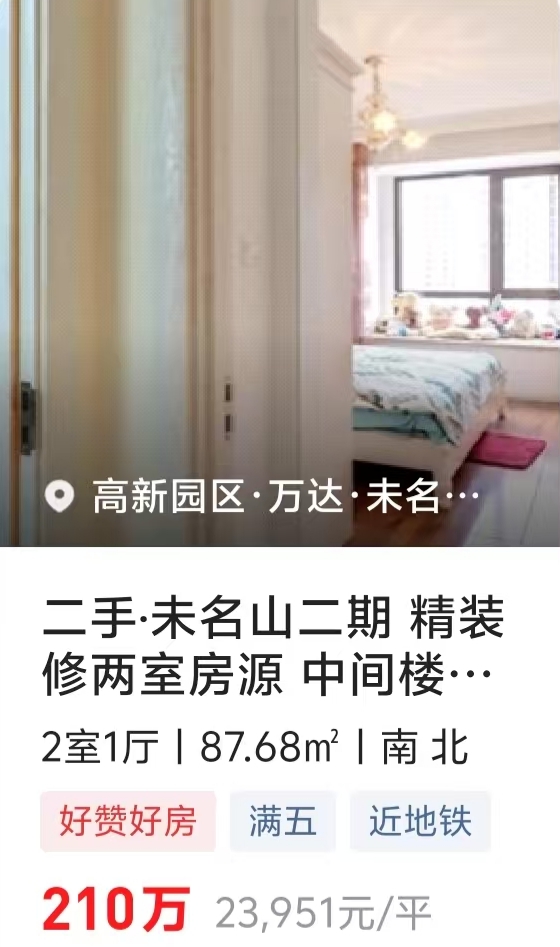 高新园区·万达·未名…
二手·未名山二期 精装
修两室房源 中间楼…
2室1厅 | 87.68㎡ | 南 北
好赞好房 满五 近地铁
210万 23,951元/平